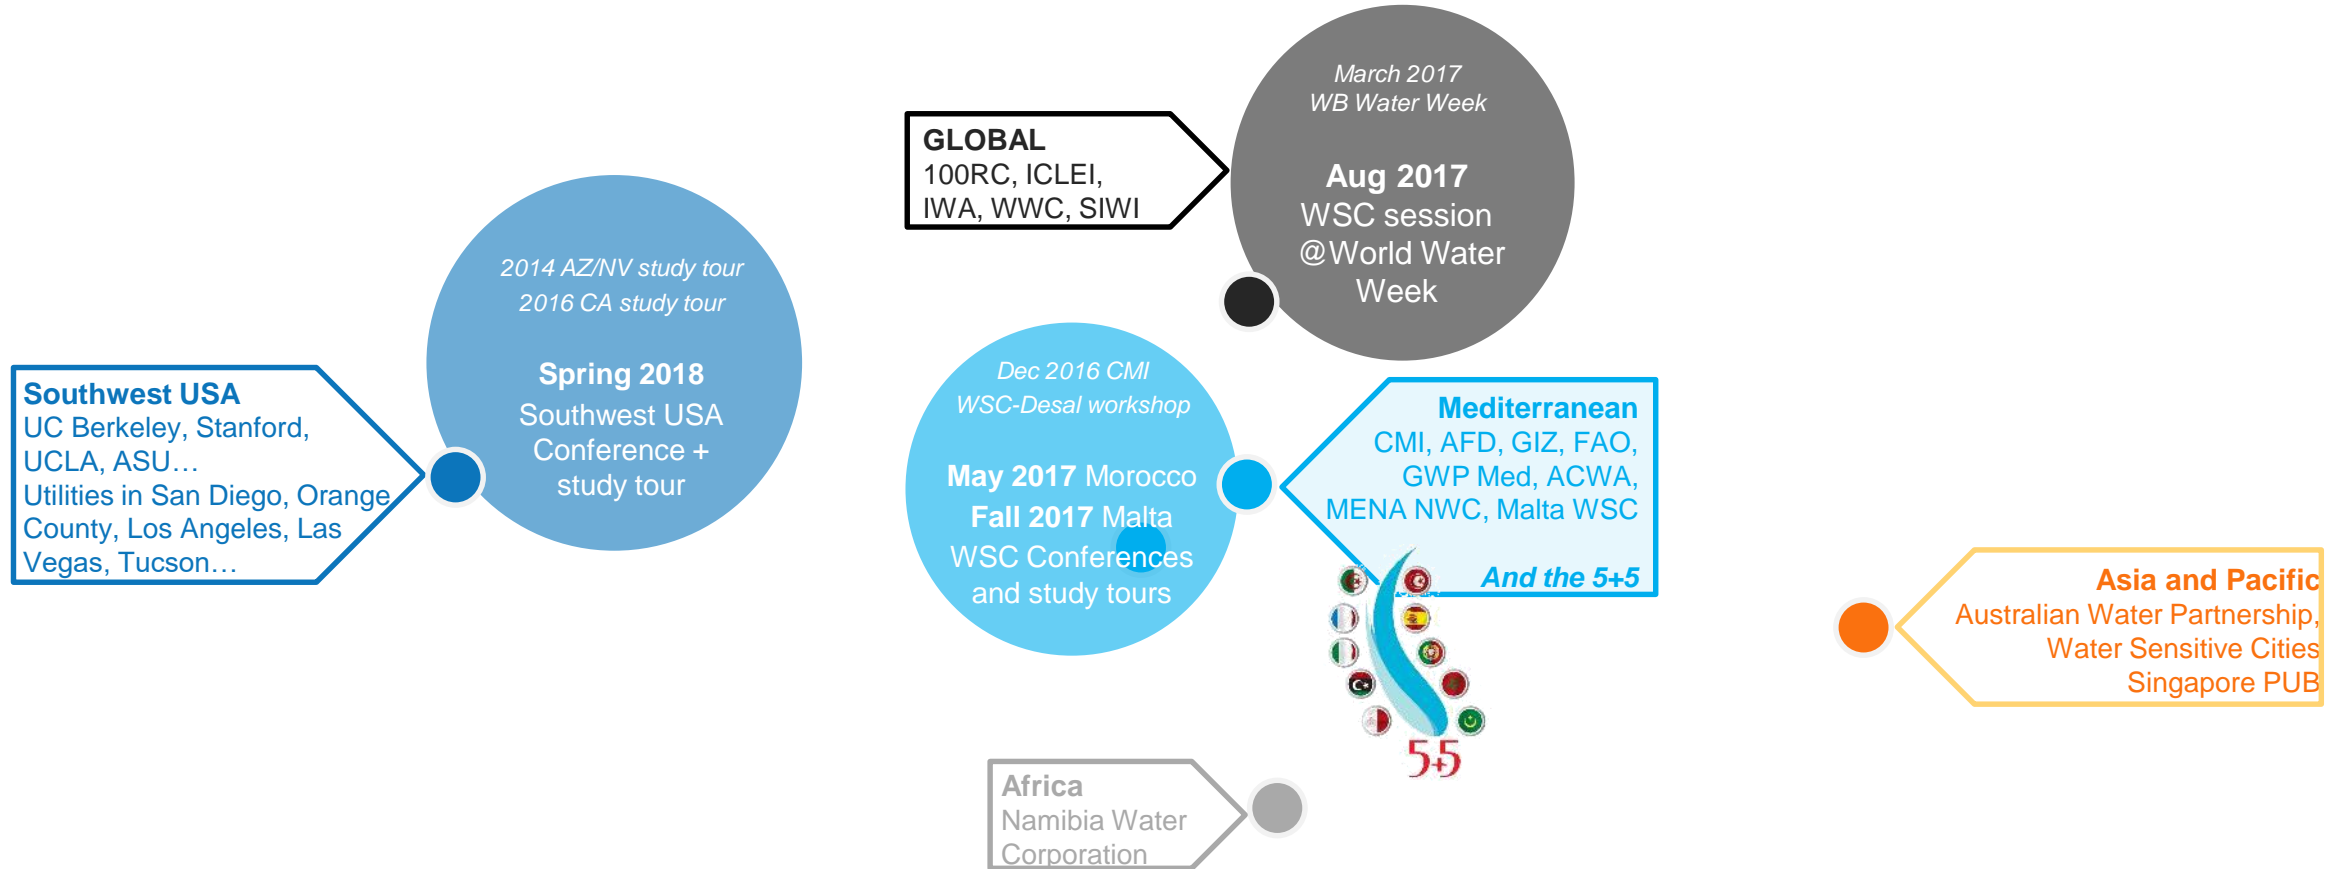 March 2017
WB Water Week
Aug 2017
WSC session
@World Water
Week
GLOBAL
100RC, ICLEI,
IWA, WWC, SIWI
2014 AZ/NV study tour
2016 CA study tour
Spring 2018
Southwest USA
Conference +
study tour
Southwest USA
UC Berkeley, Stanford,
UCLA, ASU…
Utilities in San Diego, Orange
County, Los Angeles, Las
Vegas, Tucson…
Dec 2016 CMI
WSC-Desal workshop
May 2017 Morocco
Fall 2017 Malta
WSC Conferences
and study tours
Mediterranean
CMI, AFD, GIZ, FAO,
GWP Med, ACWA,
MENA NWC, Malta WSC
And the 5+5
5+5
Asia and Pacific
Australian Water Partnership,
Water Sensitive Cities
Singapore PUB
Africa
Namibia Water
Corporation